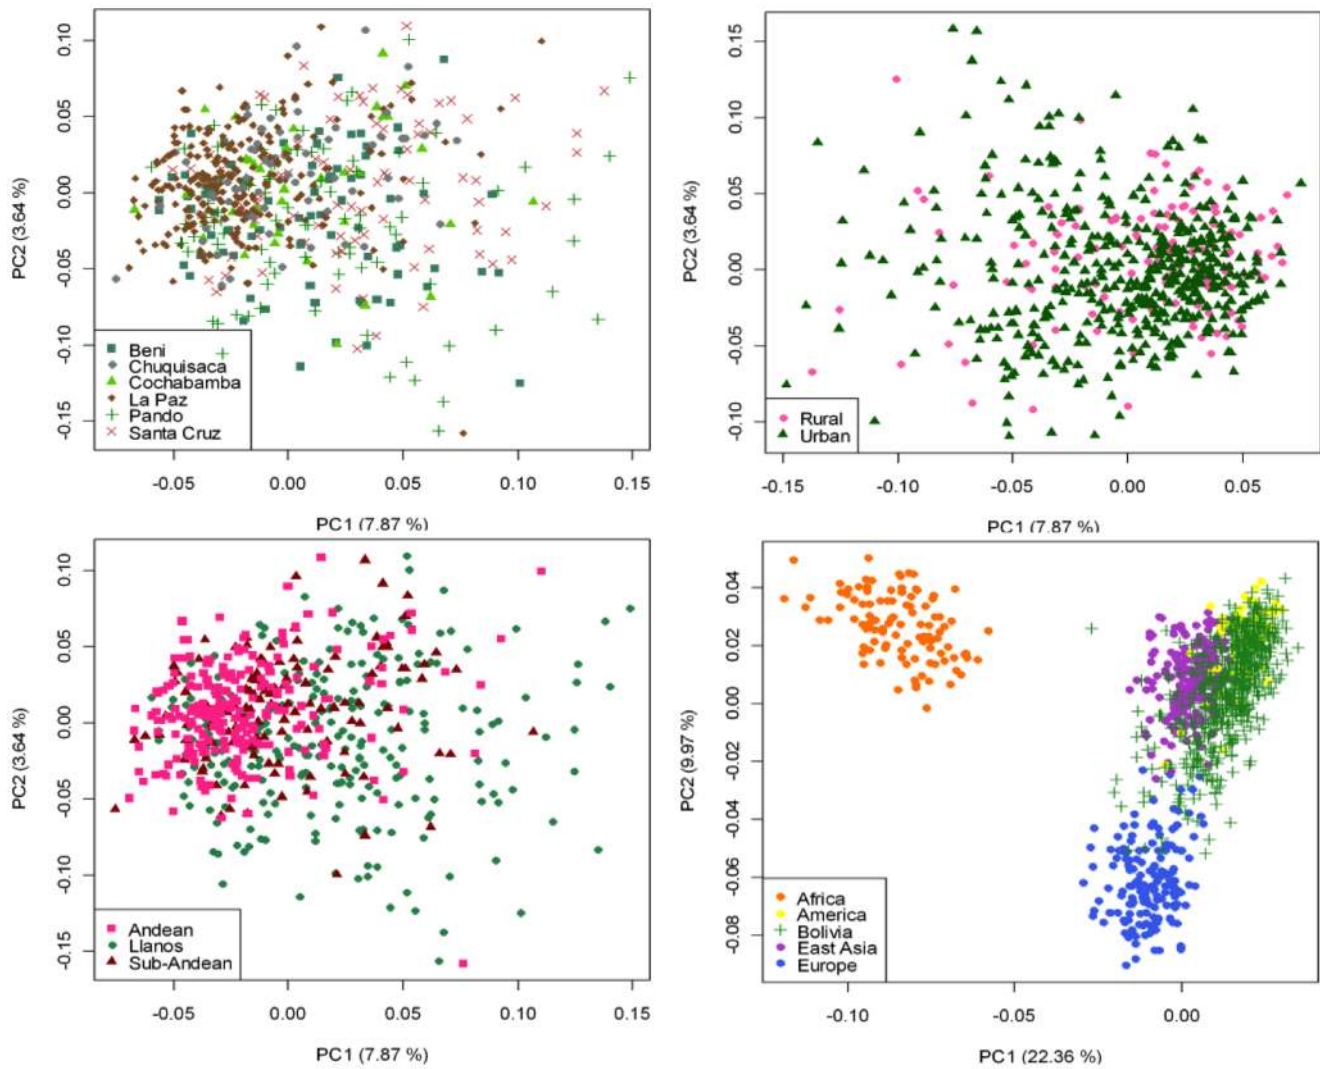 0.10
0.05
0.00
-0.05
-0.10
-0.15
PC2 (3.64 %)
Beni
Chuquisaca
Cochabamba
La Paz
Pando
Santa Cruz
-0.05 0.00 0.05 0.10 0.15
PC1 (7.87 %)
0.15
0.10
0.05
0.00
-0.05
-0.10
PC2 (3.64 %)
Rural
Urban
-0.15 -0.10 -0.05 0.00 0.05
PC1 (7.87 %)
0.10
0.05
0.00
-0.05
-0.10
-0.15
PC2 (3.64 %)
Andean
Llanos
Sub-Andean
-0.05 0.00 0.05 0.10 0.15
PC1 (7.87 %)
0.04
0.02
0.00
-0.02
-0.04
-0.06
-0.08
PC2 (9.97 %)
Africa
America
Bolivia
East Asia
Europe
-0.10 -0.05 0.00
PC1 (22.36 %)